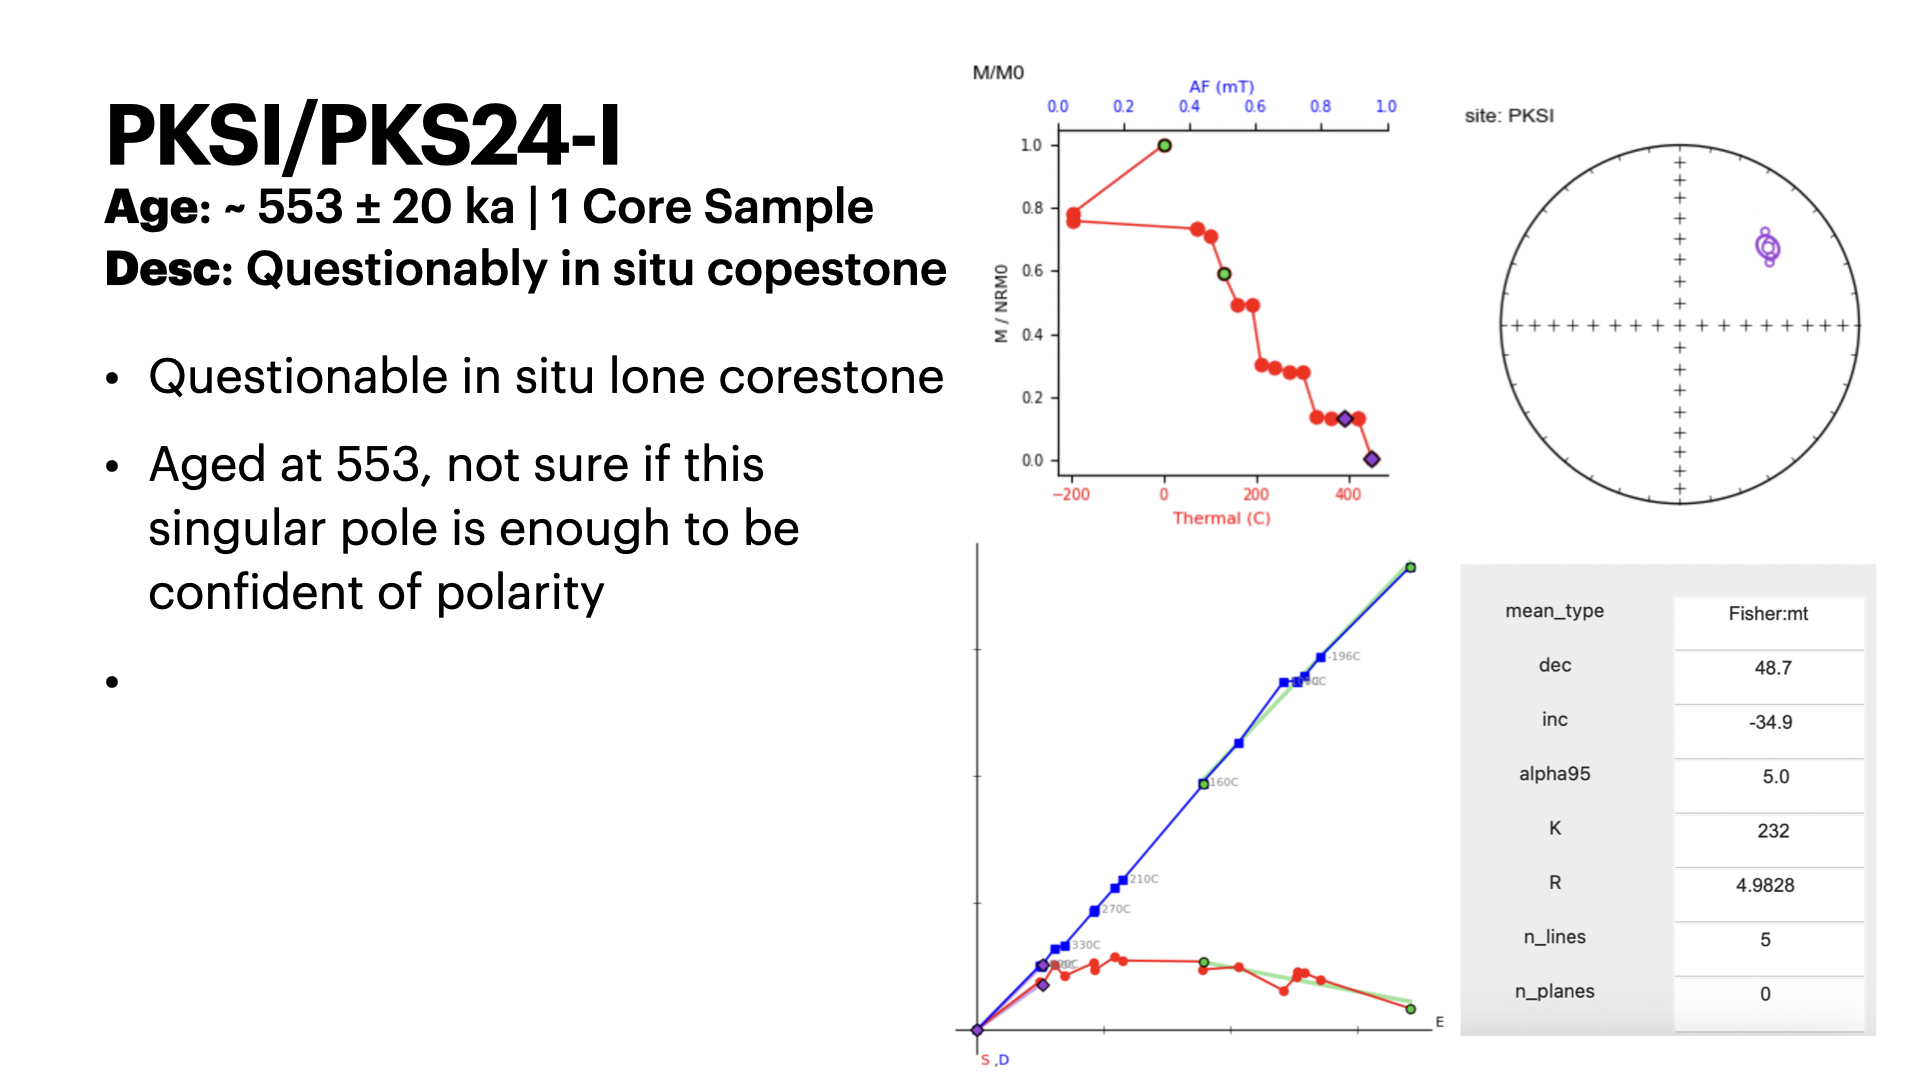 PKSI/PKS24-I
Age: ~ 553 ± 20 ka | 1 Core Sample
Desc: Questionably in situ copestone
• Questionable in situ lone corestone
• Aged at 553, not sure if this
singular pole is enough to be
confident of polarity
•
M/M0
AF (mT)
0.0 0.2 0.4 0.6 0.8 1.0
M / NRM0
1.0
0.8
0.6
0.4
0.2
0.0
−200 0 200 400
Thermal (C)
site: PKSI
-196C
160C
210C
270C
330C
E
S ,D
mean_type Fisher:mt
dec 48.7
inc -34.9
alpha95 5.0
K 232
R 4.9828
n_lines 5
n_planes 0